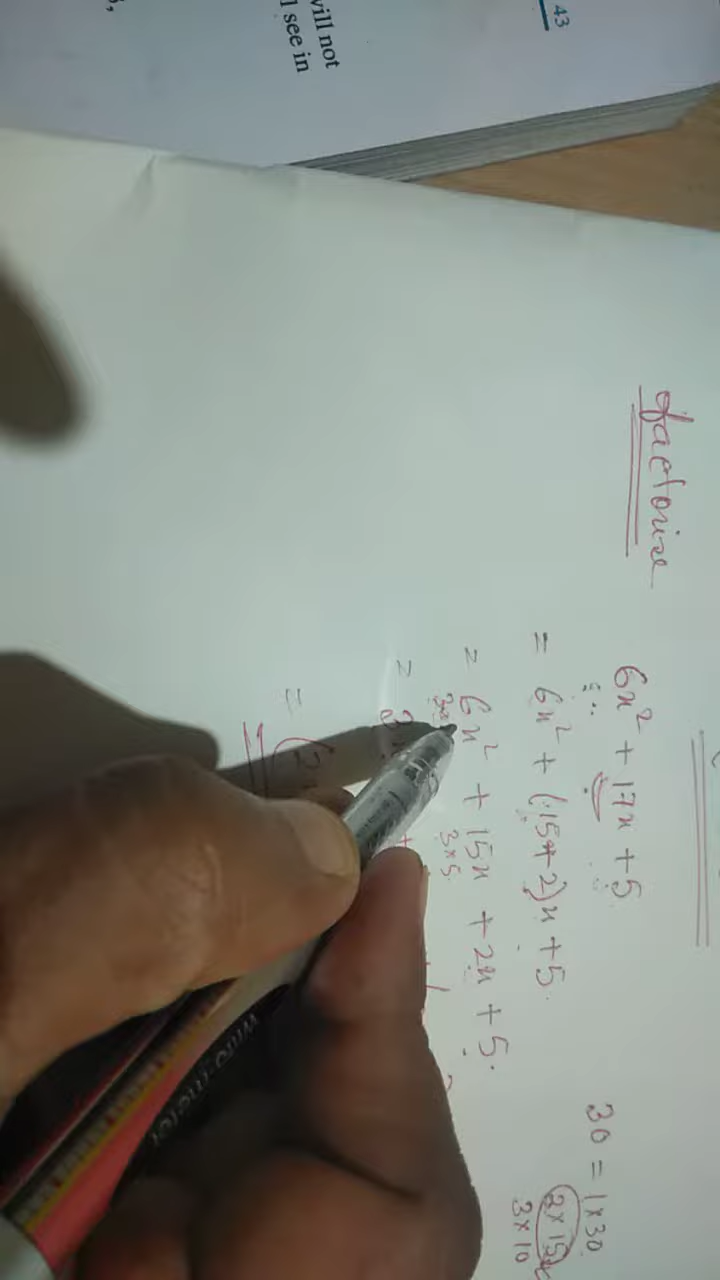 43
will not
l see in
factorise
6x² + 17x + 5
= 6x² + (15+2)x + 5.
= 6x² + 15x + 2x + 5.
3×5
=
=
30 = 1×30
2×15
3×10